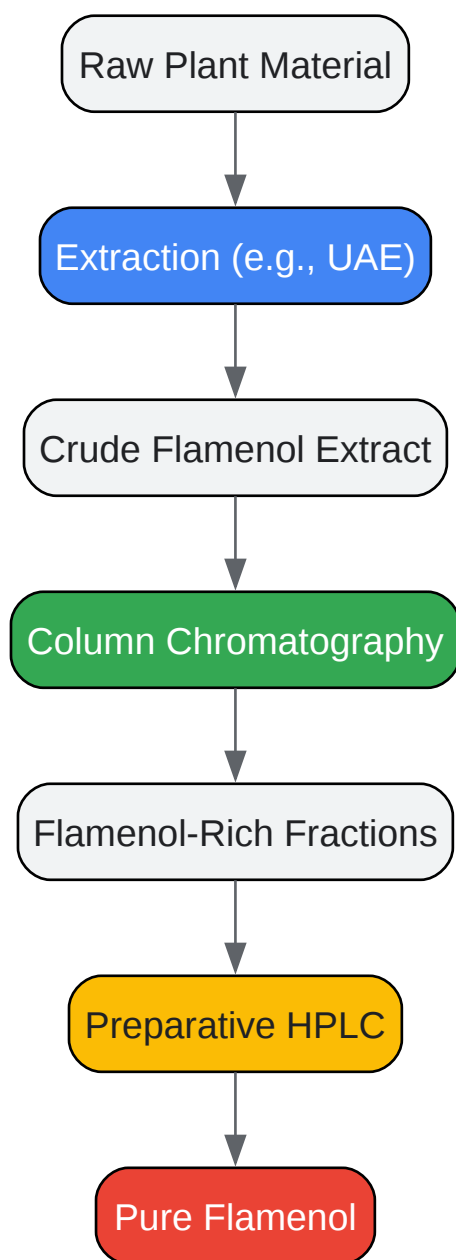 Raw Plant Material
Extraction (e.g., UAE)
Crude Flamenol Extract
Column Chromatography
Flamenol-Rich Fractions
Preparative HPLC
Pure Flamenol